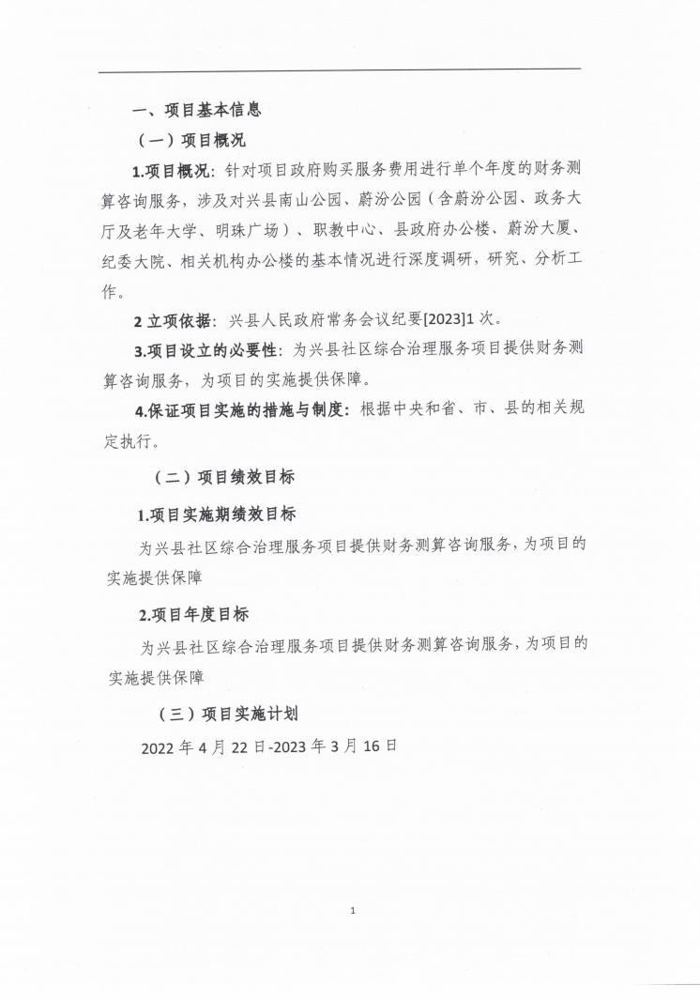 一、项目基本信息
（一）项目概况
1.项目概况：针对项目政府购买服务费用进行单个年度的财务测
算咨询服务，涉及对兴县南山公园、蔚汾公园（含蔚汾公园、政务大
厅及老年大学、明珠广场）、职教中心、县政府办公楼、蔚汾大厦、
纪委大院、相关机构办公楼的基本情况进行深度调研，研究、分析工
作。
2 立项依据：兴县人民政府常务会议纪要[2023]1 次。
3.项目设立的必要性：为兴县社区综合治理服务项目提供财务测
算咨询服务，为项目的实施提供保障。
4.保证项目实施的措施与制度：根据中央和省、市、县的相关规
定执行。
（二）项目绩效目标
1.项目实施期绩效目标
为兴县社区综合治理服务项目提供财务测算咨询服务，为项目的
实施提供保障
2.项目年度目标
为兴县社区综合治理服务项目提供财务测算咨询服务，为项目的
实施提供保障
（三）项目实施计划
2022 年 4 月 22 日-2023 年 3 月 16 日
1